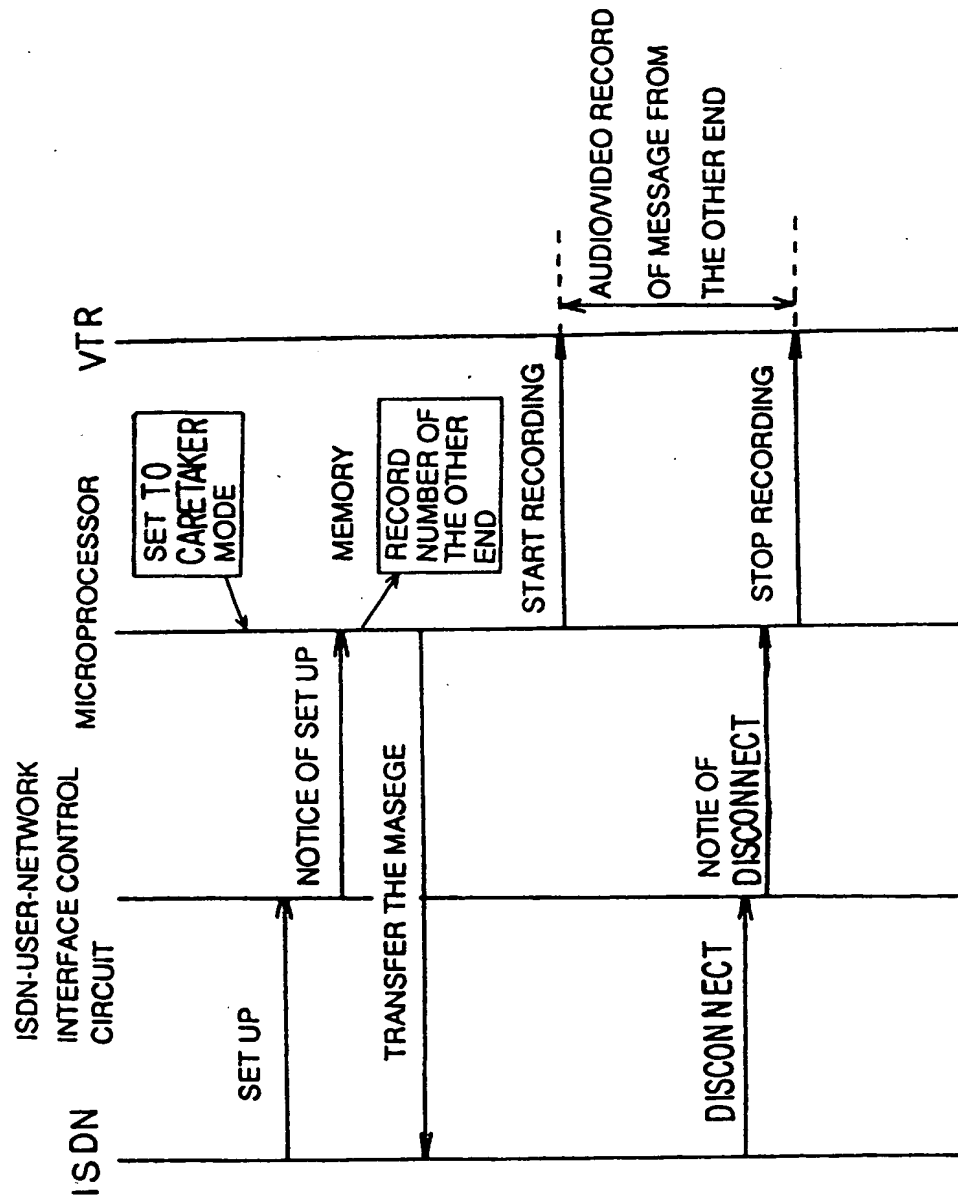 ISDN
ISDN-USER-NETWORK
INTERFACE CONTROL
CIRCUIT
MICROPROCESSOR
VTR
SET TO
CARETAKER
MODE
SET UP
NOTICE OF SET UP
MEMORY
RECORD
NUMBER OF
THE OTHER
END
TRANSFER THE MASEGE
START RECORDING
AUDIO/VIDEO RECORD
OF MESSAGE FROM
THE OTHER END
DISCONNECT
NOTIE OF
DISCONNECT
STOP RECORDING